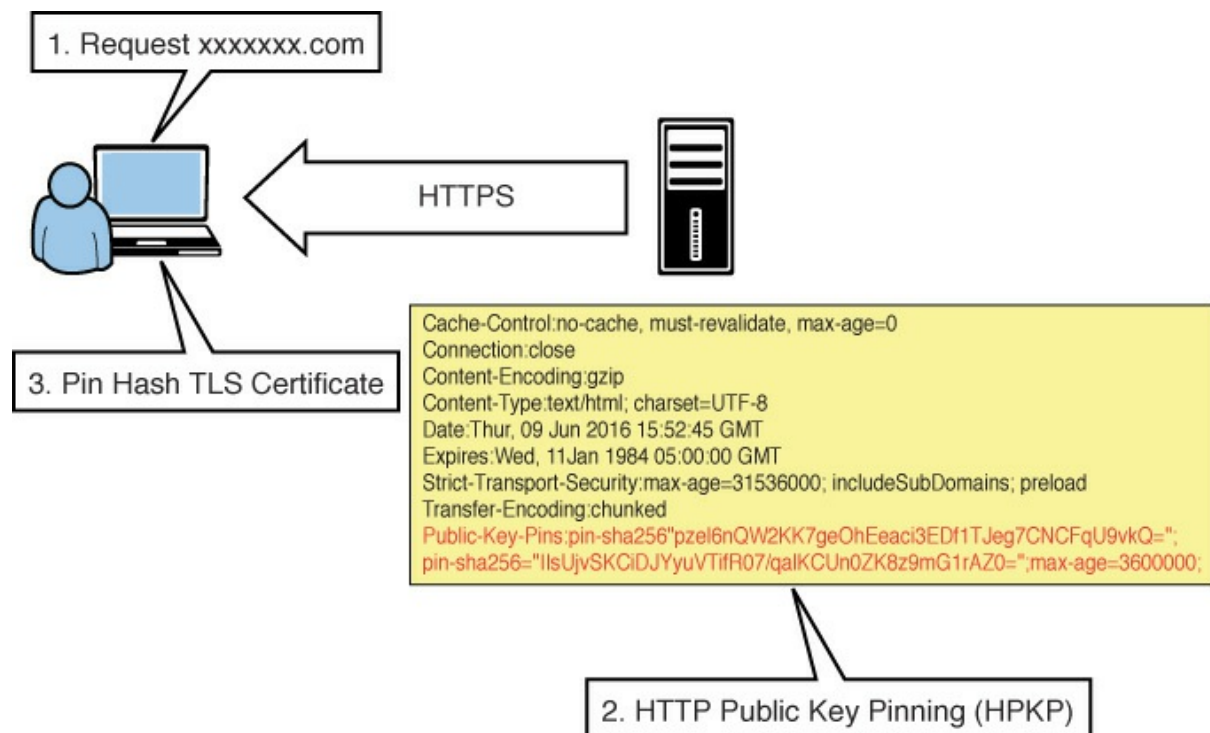 1. Request xxxxxxx.com
HTTPS
3. Pin Hash TLS Certificate
Cache-Control:no-cache, must-revalidate, max-age=0
Connection:close
Content-Encoding:gzip
Content-Type:text/html; charset=UTF-8
Date:Thur, 09 Jun 2016 15:52:45 GMT
Expires:Wed, 11Jan 1984 05:00:00 GMT
Strict-Transport-Security:max-age=31536000; includeSubDomains; preload
Transfer-Encoding:chunked
Public-Key-Pins:pin-sha256"pzeI6nQW2KK7geOhEeaci3EDf1TJeg7CNCFqU9vkQ=";
pin-sha256="IIsUjvSKCiDJYyuVTifR07/qaIKCUn0ZK8z9mG1rAZ0=";max-age=3600000;
2. HTTP Public Key Pinning (HPKP)